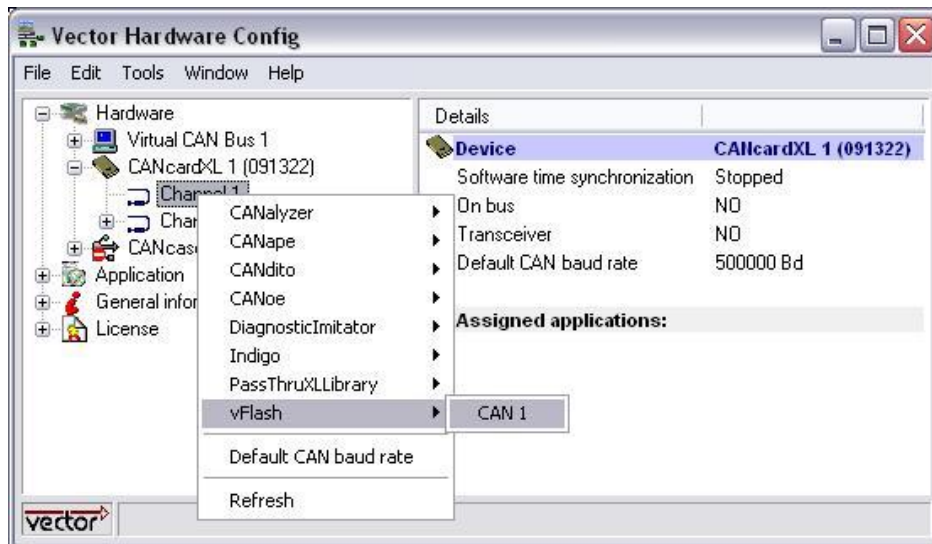 Vector Hardware Config
File Edit Tools Window Help
Hardware
Virtual CAN Bus 1
CANcardXL 1 (091322)
Channel 1
Chan
CANcas
Application
General infor
License
CANalyzer
CANape
CANdito
CANoe
DiagnosticImitator
Indigo
PassThruXLLibrary
vFlash
CAN 1
Default CAN baud rate
Refresh
Details
Device CANcardXL 1 (091322)
Software time synchronization Stopped
On bus NO
Transceiver NO
Default CAN baud rate 500000 Bd
Assigned applications:
vector